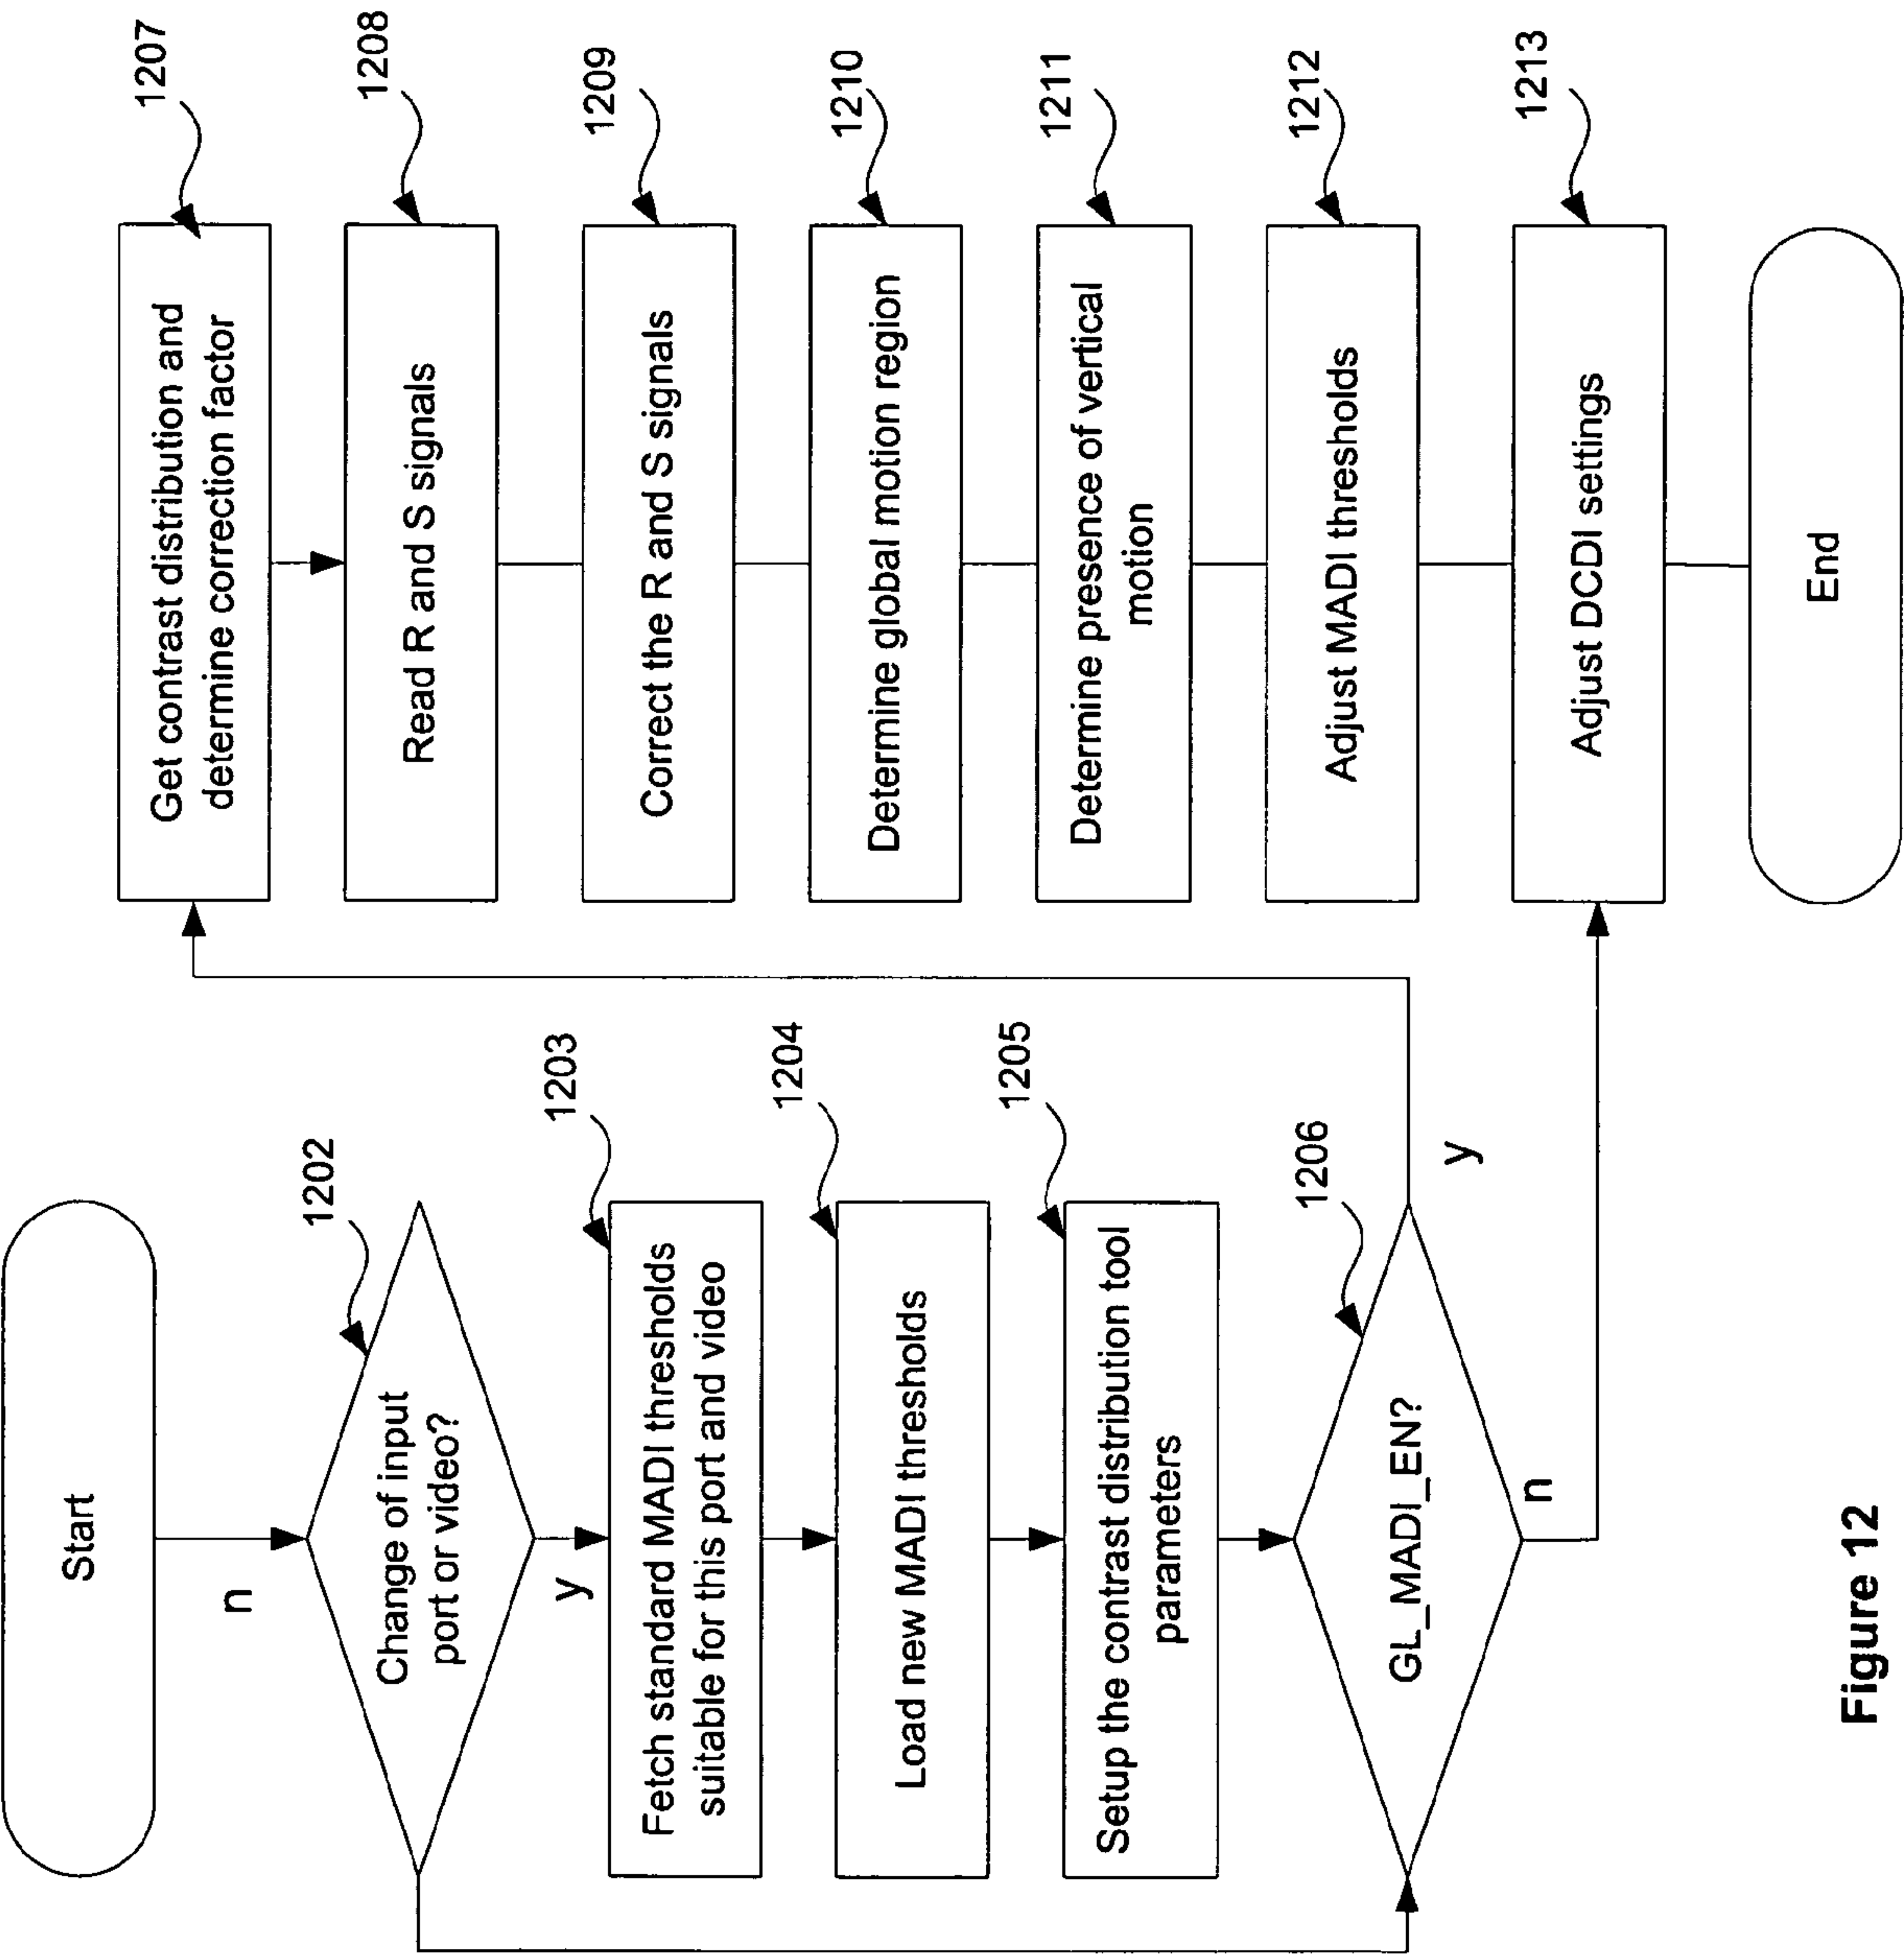 Start
n
1202
Change of input
port or video?
y
1203
Fetch standard MADI thresholds
suitable for this port and video
1204
Load new MADI thresholds
1205
Setup the contrast distribution tool
parameters
1206
GL_MADI_EN?
y
n
1207
Get contrast distribution and
determine correction factor
1208
Read R and S signals
1209
Correct the R and S signals
1210
Determine global motion region
1211
Determine presence of vertical
motion
1212
Adjust MADI thresholds
1213
Adjust DCDI settings
End
Figure 12